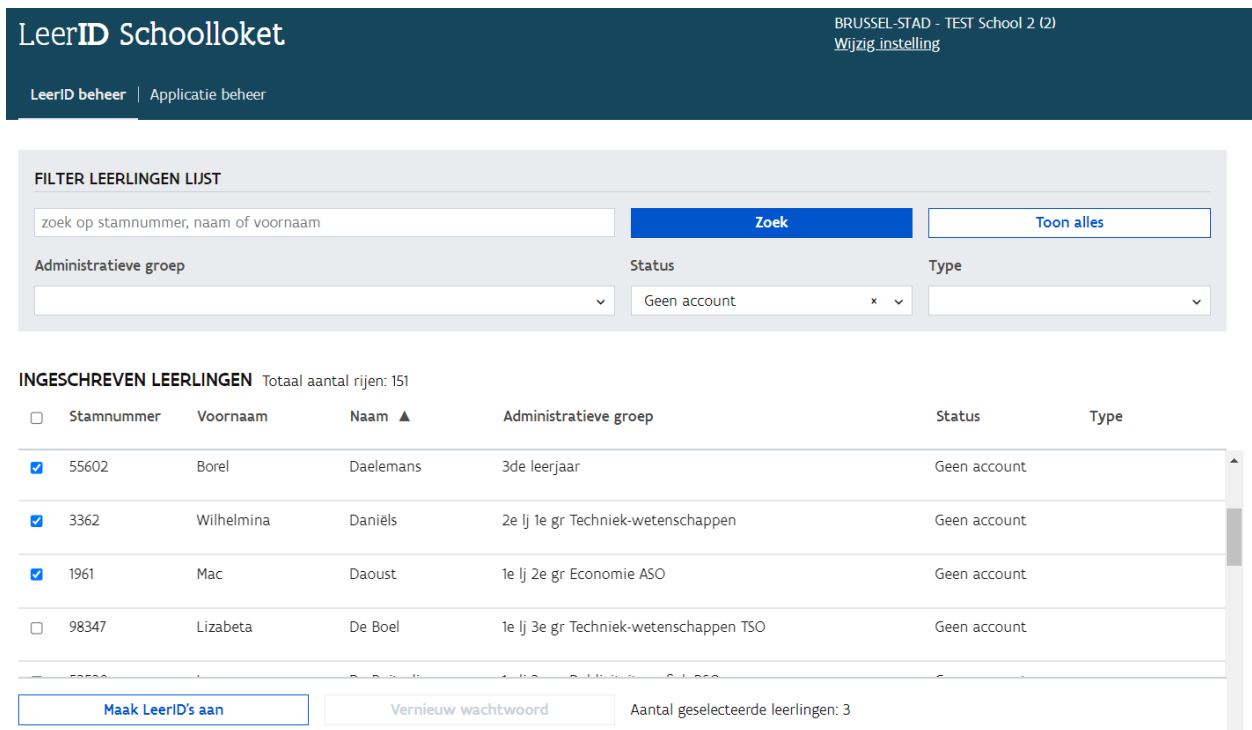 LeerID Schoolloket
BRUSSEL-STAD - TEST School 2 (2)
Wijzig instelling
LeerID beheer | Applicatie beheer
FILTER LEERLINGEN LIJST
zoek op stamnummer, naam of voornaam
Zoek
Toon alles
Administratieve groep
Status
Type
Geen account ×
INGESCHREVEN LEERLINGEN Totaal aantal rijen: 151
Stamnummer Voornaam Naam ▲ Administratieve groep Status Type
55602 Borel Daelemans 3de leerjaar Geen account
3362 Wilhelmina Daniëls 2e lj 1e gr Techniek-wetenschappen Geen account
1961 Mac Daoust 1e lj 2e gr Economie ASO Geen account
98347 Lizabeta De Boel 1e lj 3e gr Techniek-wetenschappen TSO Geen account
Maak LeerID's aan
Vernieuw wachtwoord
Aantal geselecteerde leerlingen: 3